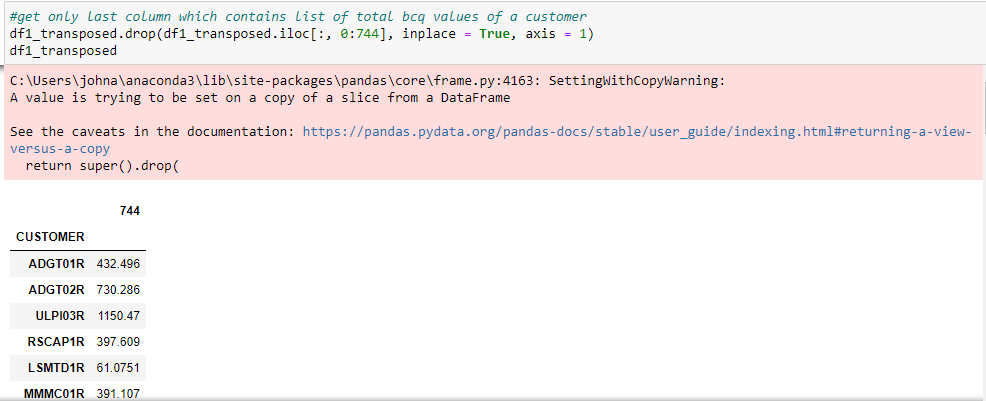 #get only last column which contains list of total bcq values of a customer
df1_transposed.drop(df1_transposed.iloc[:, 0:744], inplace = True, axis = 1)
df1_transposed
C:\Users\johna\anaconda3\lib\site-packages\pandas\core\frame.py:4163: SettingWithCopyWarning:
A value is trying to be set on a copy of a slice from a DataFrame
See the caveats in the documentation: https://pandas.pydata.org/pandas-docs/stable/user_guide/indexing.html#returning-a-view-
versus-a-copy
  return super().drop(
744
CUSTOMER
ADGT01R 432.496
ADGT02R 730.286
ULPI03R 1150.47
RSCAP1R 397.609
LSMTD1R 61.0751
MMMC01R 391.107